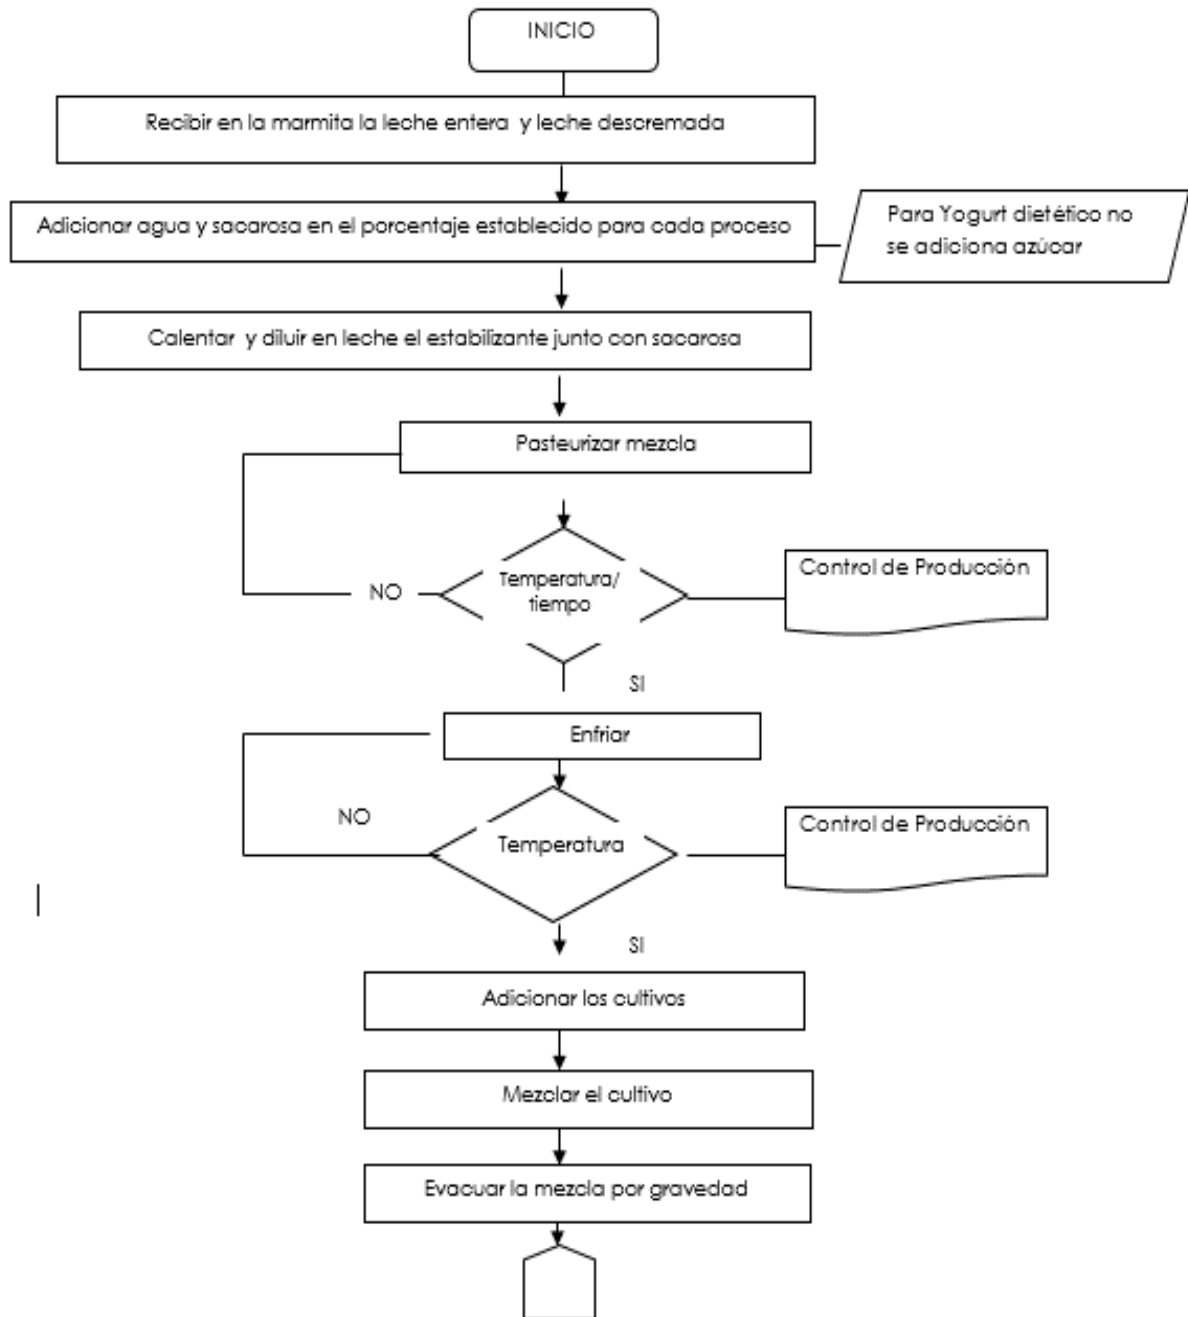 INICIO
Recibir en la marmita la leche entera y leche descremada
Adicionar agua y sacarosa en el porcentaje establecido para cada proceso
Para Yogurt dietético no
se adiciona azúcar
Calentar y diluir en leche el estabilizante junto con sacarosa
Pasteurizar mezcla
Temperatura/
tiempo
Control de Producción
NO
SI
Enfriar
NO
Temperatura
Control de Producción
SI
Adicionar los cultivos
Mezclar el cultivo
Evacuar la mezcla por gravedad